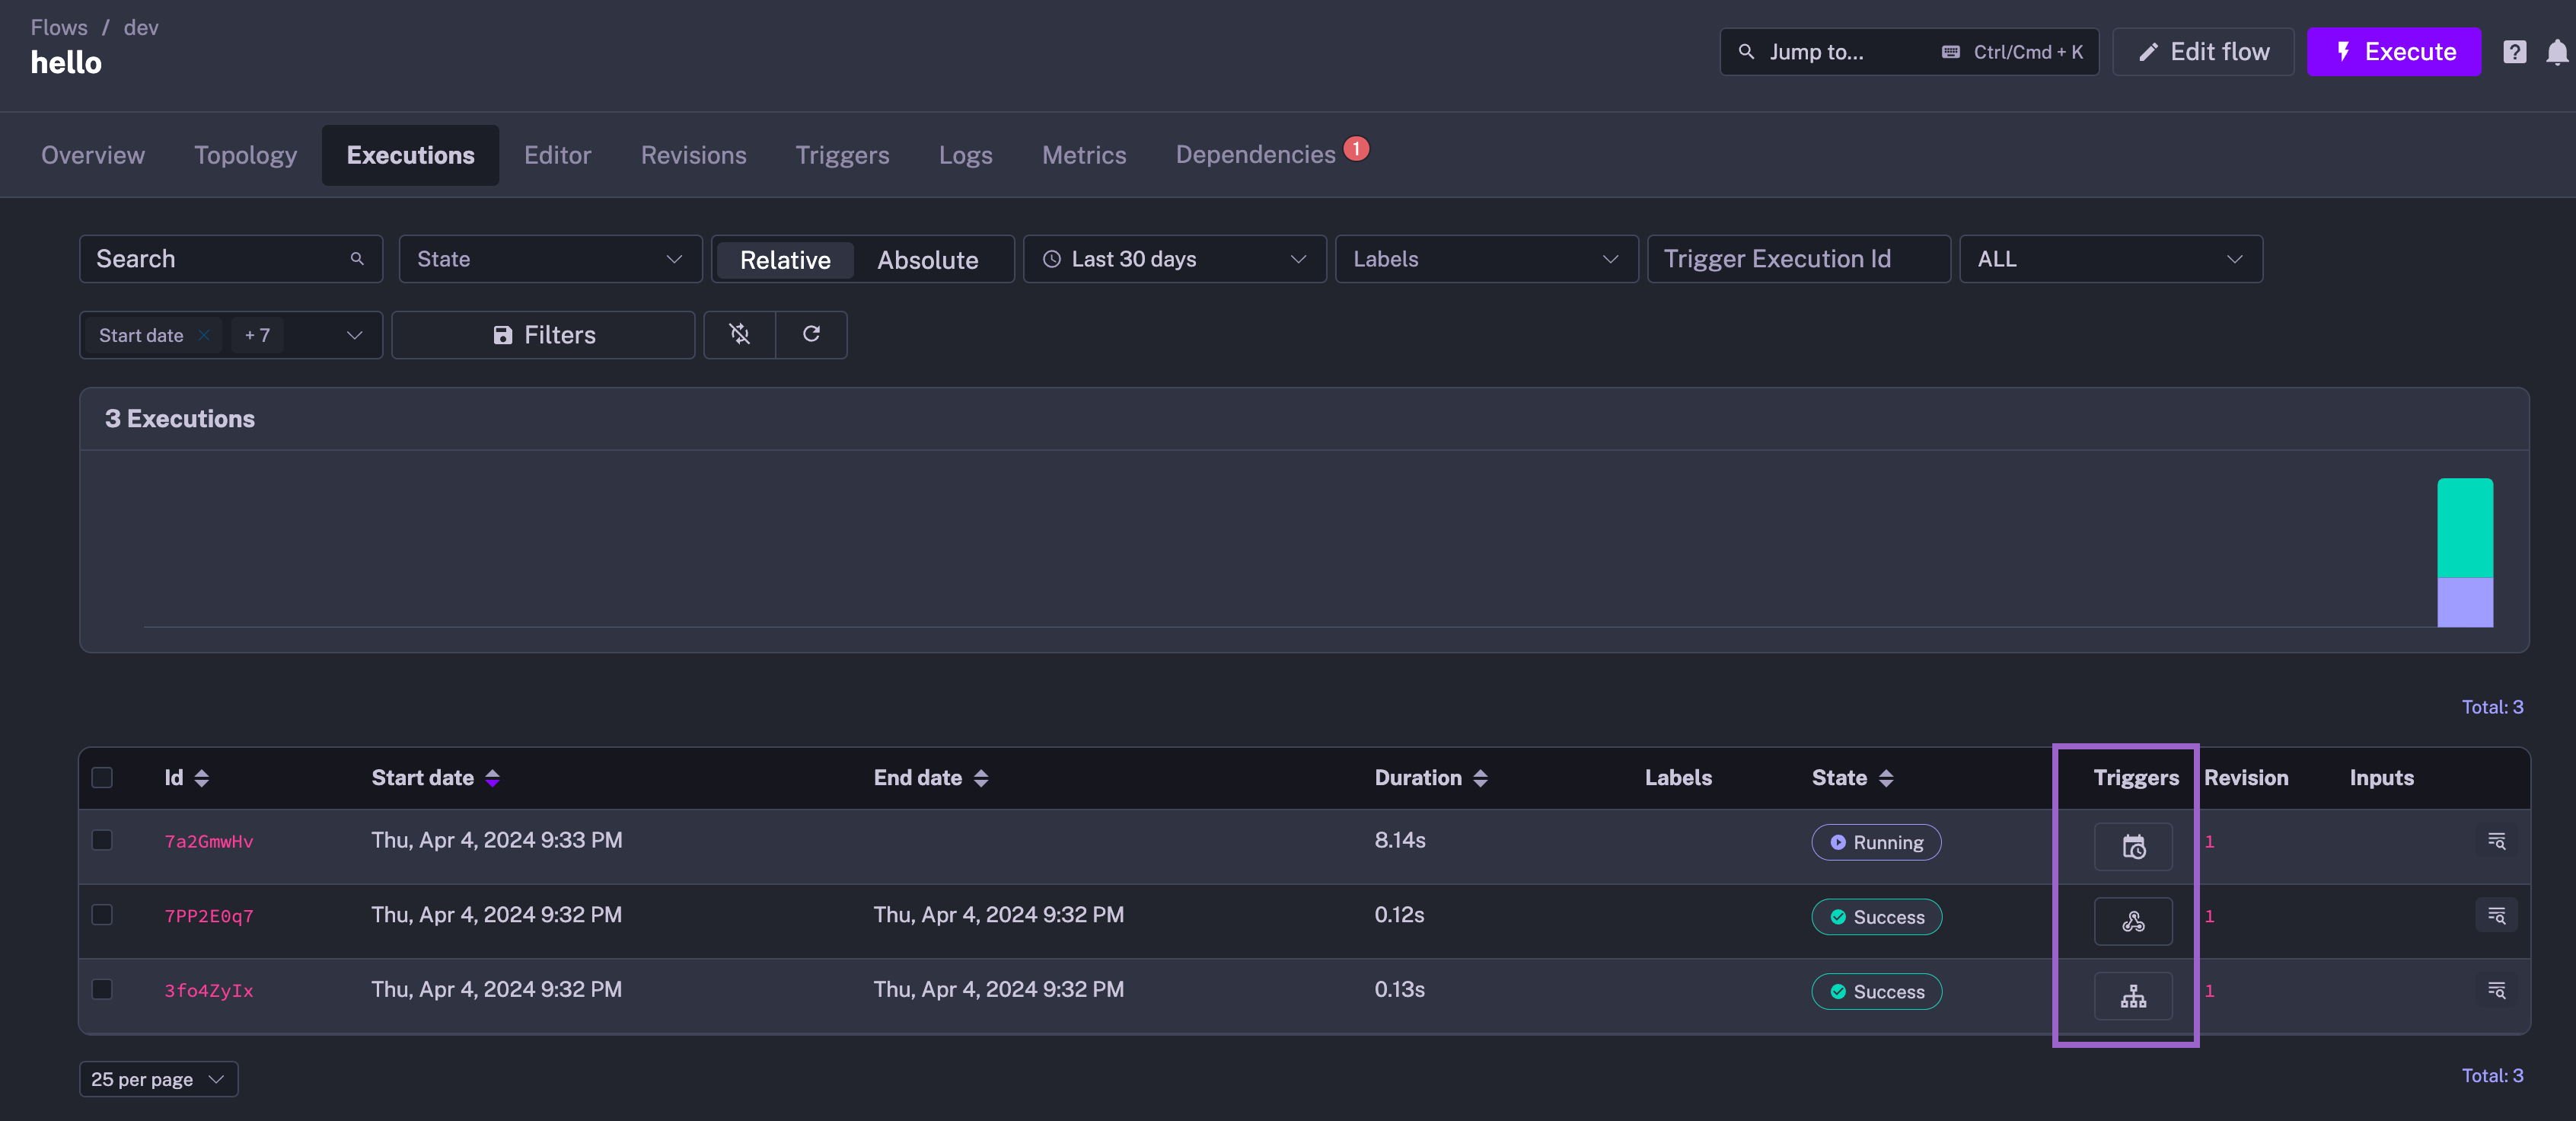 Flows / dev
hello
Jump to... Ctrl/Cmd + K
Edit flow
Execute
?
Overview Topology Executions Editor Revisions Triggers Logs Metrics Dependencies 1
Search State Relative Absolute Last 30 days Labels Trigger Execution Id ALL
Start date + 7 Filters
3 Executions
Total: 3
Id Start date End date Duration Labels State Triggers Revision Inputs
7a2GmwHv Thu, Apr 4, 2024 9:33 PM 8.14s Running 1
7PP2E0q7 Thu, Apr 4, 2024 9:32 PM Thu, Apr 4, 2024 9:32 PM 0.12s Success 1
3fo4ZyIx Thu, Apr 4, 2024 9:32 PM Thu, Apr 4, 2024 9:32 PM 0.13s Success 1
25 per page
Total: 3